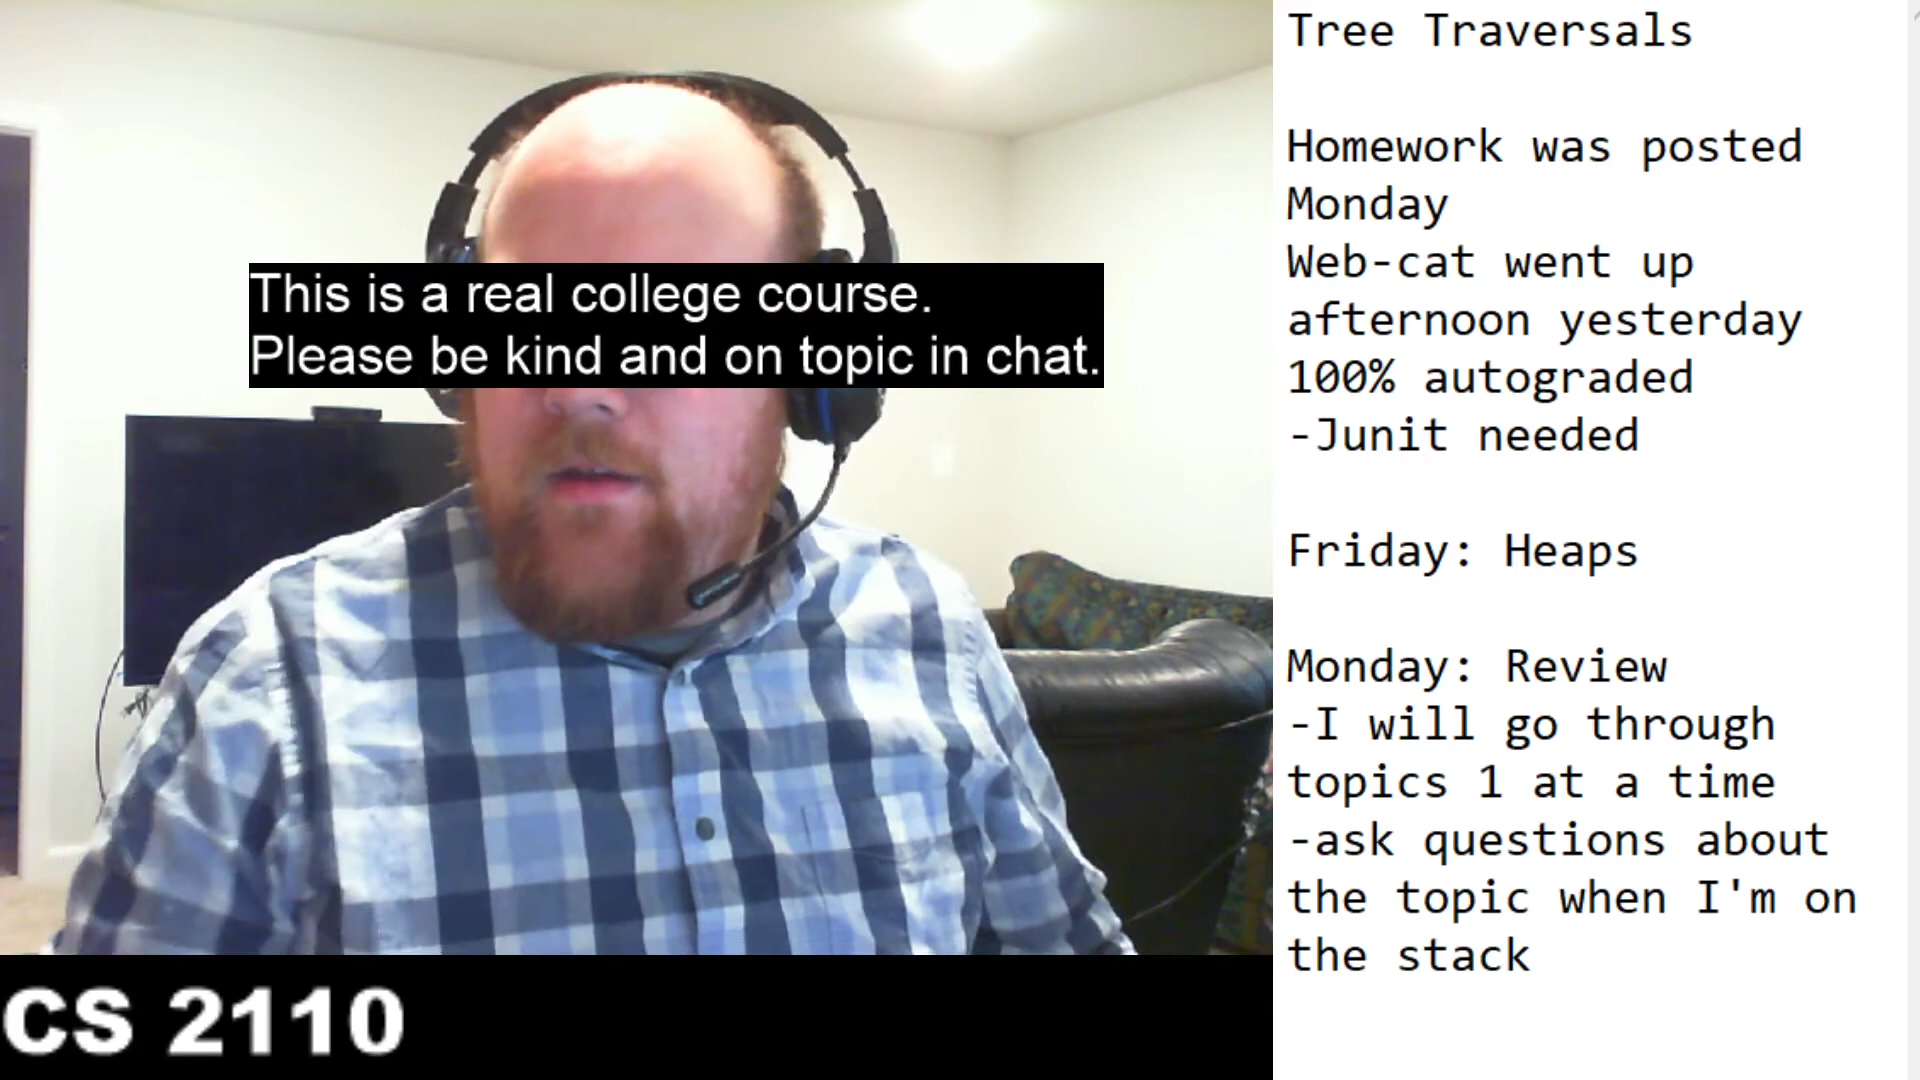 This is a real college course.
Please be kind and on topic in chat.
CS 2110
Tree Traversals
Homework was posted
Monday
Web-cat went up
afternoon yesterday
100% autograded
-Junit needed
Friday: Heaps
Monday: Review
-I will go through
topics 1 at a time
-ask questions about
the topic when I'm on
the stack